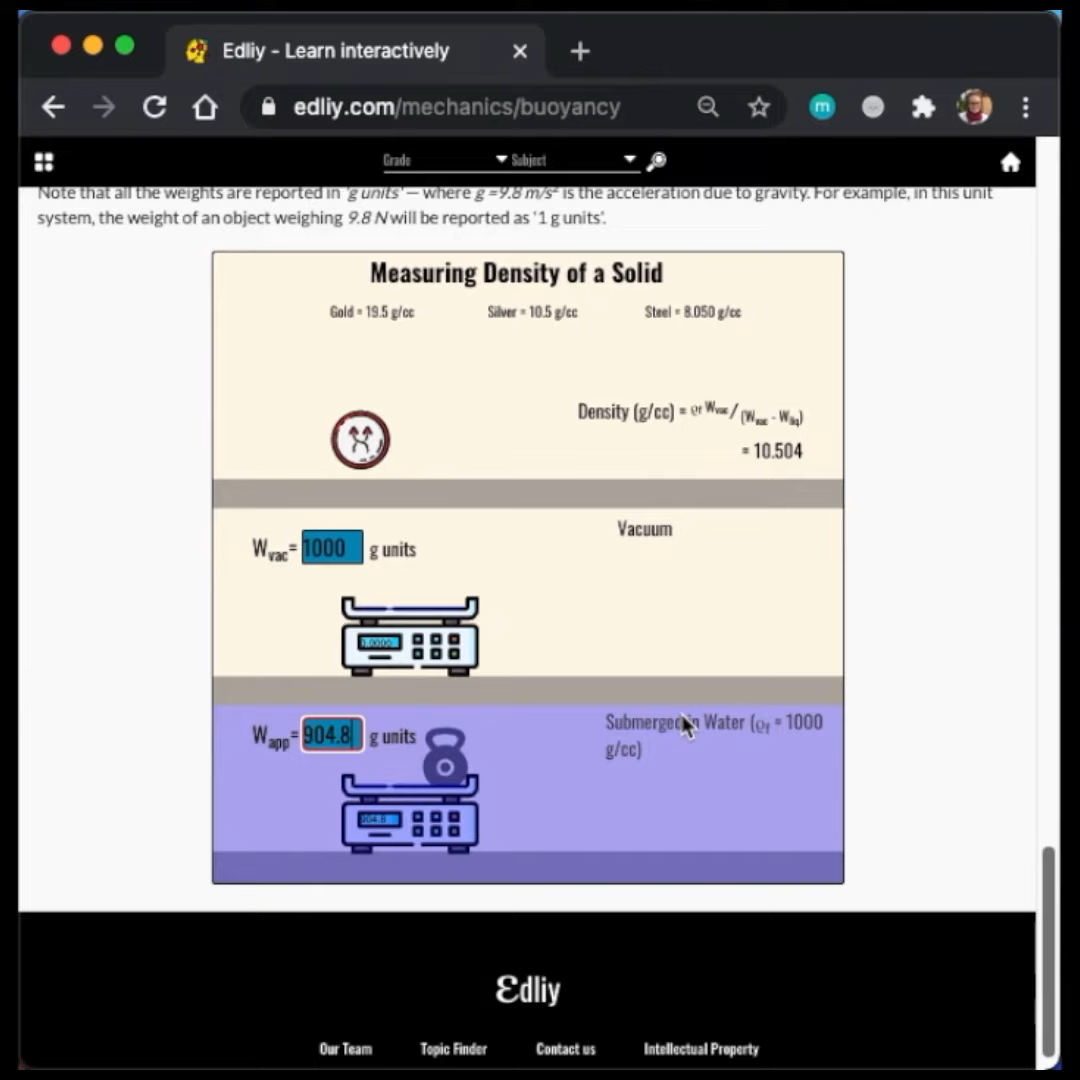 Edliy - Learn interactively
edliy.com/mechanics/buoyancy
m
Grade Subject
Note that all the weights are reported in 'g units' — where g =9.8 m/s² is the acceleration due to gravity. For example, in this unit
system, the weight of an object weighing 9.8 N will be reported as '1 g units'.
Measuring Density of a Solid
Gold = 19.5 g/cc Silver = 10.5 g/cc Steel = 8.050 g/cc
Density (g/cc) = ρf Wvac/(Wvac - Wliq)
= 10.504
Vacuum
Wvac= 1000 g units
0.0000
Submerged in Water (ρf = 1000
g/cc)
Wapp= 904.8 g units
904.8
Edliy
Our Team Topic Finder Contact us Intellectual Property